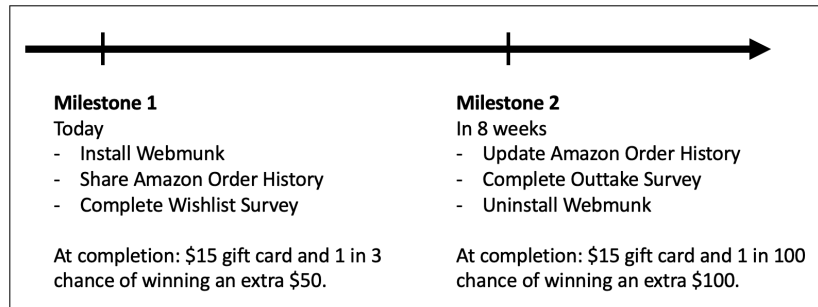 Milestone 1
Today
- Install Webmunk
- Share Amazon Order History
- Complete Wishlist Survey
At completion: $15 gift card and 1 in 3
chance of winning an extra $50.
Milestone 2
In 8 weeks
- Update Amazon Order History
- Complete Outtake Survey
- Uninstall Webmunk
At completion: $15 gift card and 1 in 100
chance of winning an extra $100.